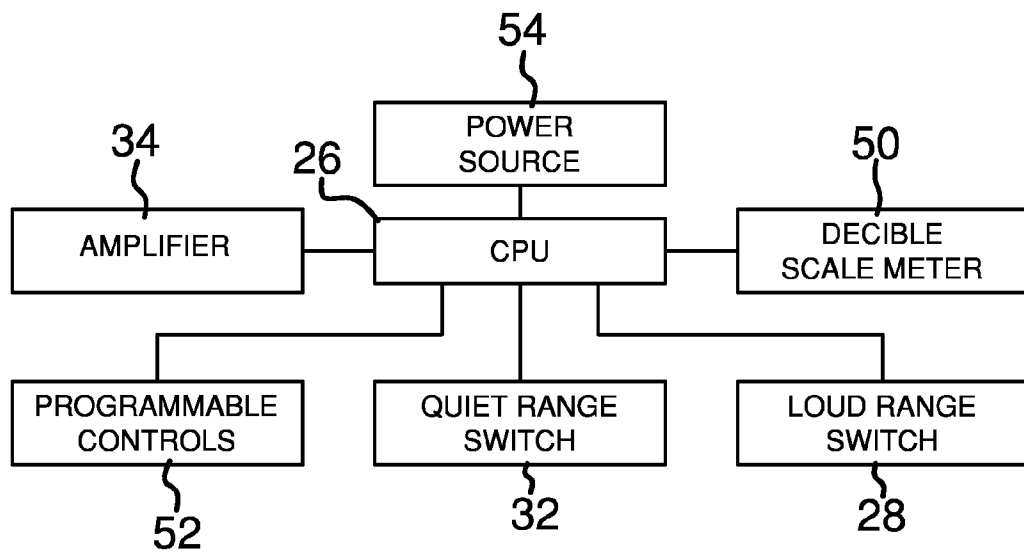 54
POWER
SOURCE
34
26
50
AMPLIFIER
CPU
DECIBLE
SCALE METER
PROGRAMMABLE
CONTROLS
QUIET RANGE
SWITCH
LOUD RANGE
SWITCH
52
32
28